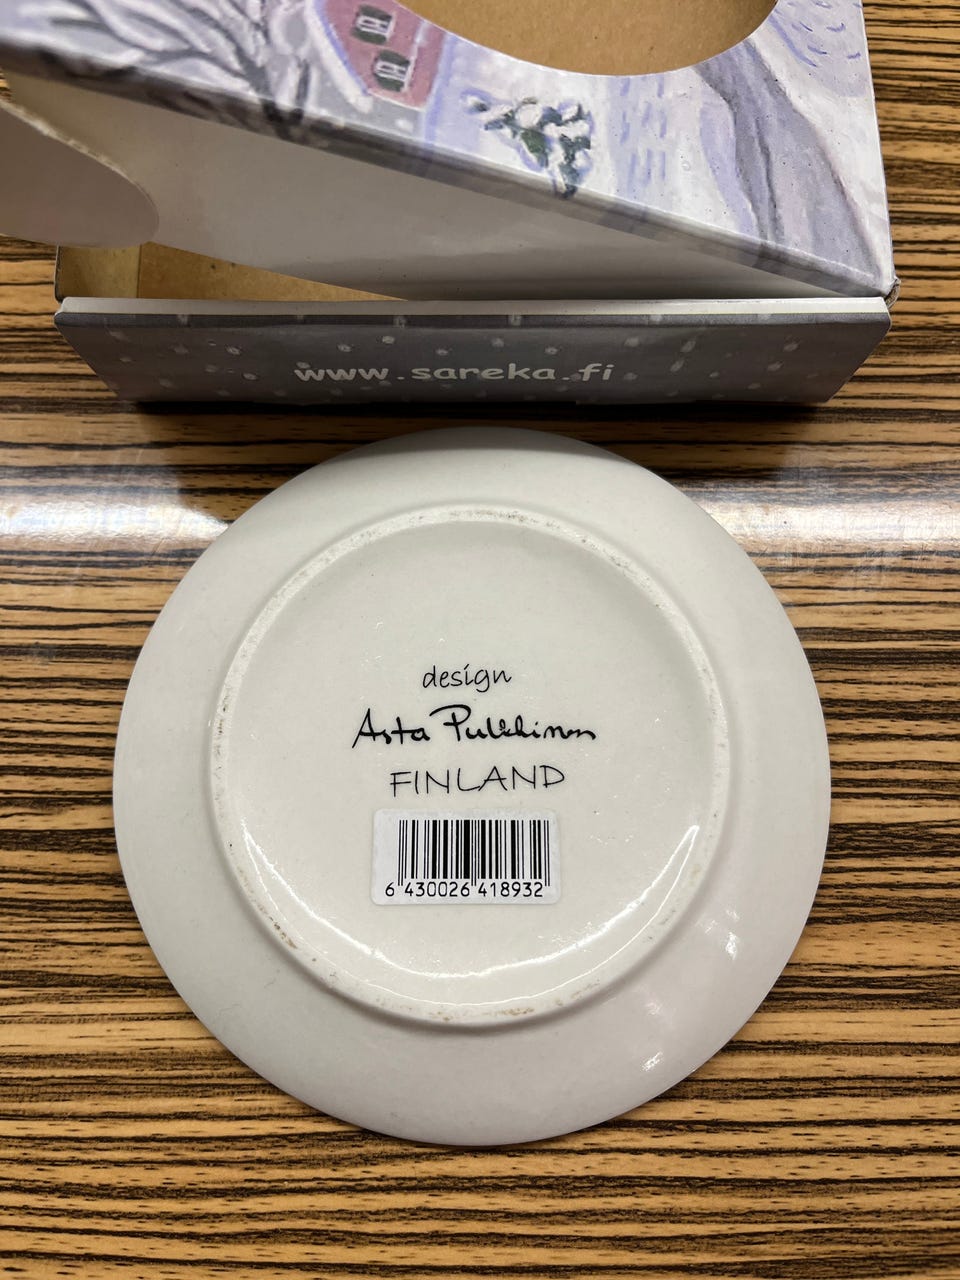 www.sareka.fi
design
Asta Pulkkinen
FINLAND
6 430026 418932